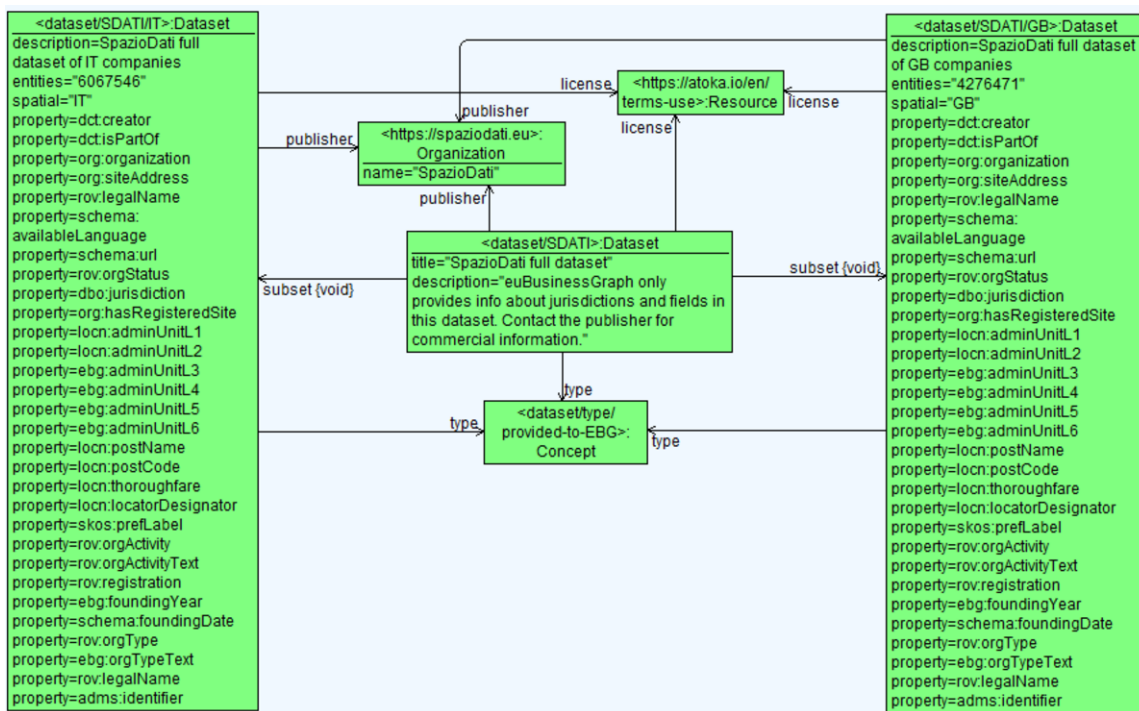 <dataset/SDATI/IT>:Dataset
description=SpazioDati full
dataset of IT companies
entities="6067546"
spatial="IT"
property=dct:creator
property=dct:isPartOf
property=org:organization
property=org:siteAddress
property=rov:legalName
property=schema:
availableLanguage
property=schema:url
property=rov:orgStatus
property=dbo:jurisdiction
property=org:hasRegisteredSite
property=locn:adminUnitL1
property=locn:adminUnitL2
property=ebg:adminUnitL3
property=ebg:adminUnitL4
property=ebg:adminUnitL5
property=ebg:adminUnitL6
property=locn:postName
property=locn:postCode
property=locn:thoroughfare
property=locn:locatorDesignator
property=skos:prefLabel
property=rov:orgActivity
property=rov:orgActivityText
property=rov:registration
property=ebg:foundingYear
property=schema:foundingDate
property=rov:orgType
property=ebg:orgTypeText
property=rov:legalName
property=adms:identifier
license
publisher
publisher
<https://atoka.io/en/
terms-use>:Resource
license
license
<https://spaziodati.eu>:
Organization
name="SpazioDati"
publisher
<dataset/SDATI>:Dataset
title="SpazioDati full dataset"
description="euBusinessGraph only
provides info about jurisdictions and fields in
this dataset. Contact the publisher for
commercial information."
subset {void}
subset {void}
type
<dataset/type/
provided-to-EBG>:
Concept
type
type
<dataset/SDATI/GB>:Dataset
description=SpazioDati full dataset
of GB companies
entities="4276471"
spatial="GB"
property=dct:creator
property=dct:isPartOf
property=org:organization
property=org:siteAddress
property=rov:legalName
property=schema:
availableLanguage
property=schema:url
property=rov:orgStatus
property=dbo:jurisdiction
property=org:hasRegisteredSite
property=locn:adminUnitL1
property=locn:adminUnitL2
property=ebg:adminUnitL3
property=ebg:adminUnitL4
property=ebg:adminUnitL5
property=ebg:adminUnitL6
property=locn:postName
property=locn:postCode
property=locn:thoroughfare
property=locn:locatorDesignator
property=skos:prefLabel
property=rov:orgActivity
property=rov:orgActivityText
property=rov:registration
property=ebg:foundingYear
property=schema:foundingDate
property=rov:orgType
property=ebg:orgTypeText
property=rov:legalName
property=adms:identifier